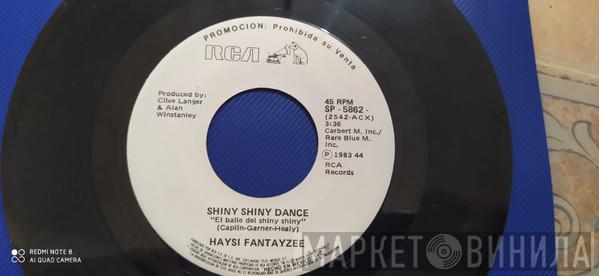 PROMOCION: Prohibida su Venta
RCA
Produced by:
Clive Langer
& Alan
Winstanley
45 RPM
SP - 5862 -
(2542-ACX)
3:36
Carbert M. Inc./
Rare Blue M.
Inc.
Ⓟ 1983 44
RCA
Records
SHINY SHINY DANCE
"El baile del shiny shiny"
(Caplin-Garner-Healy)
HAYSI FANTAYZEE
REDMI NOTE 8
AI QUAD CAMERA
МАРКЕТ ВИНИЛА